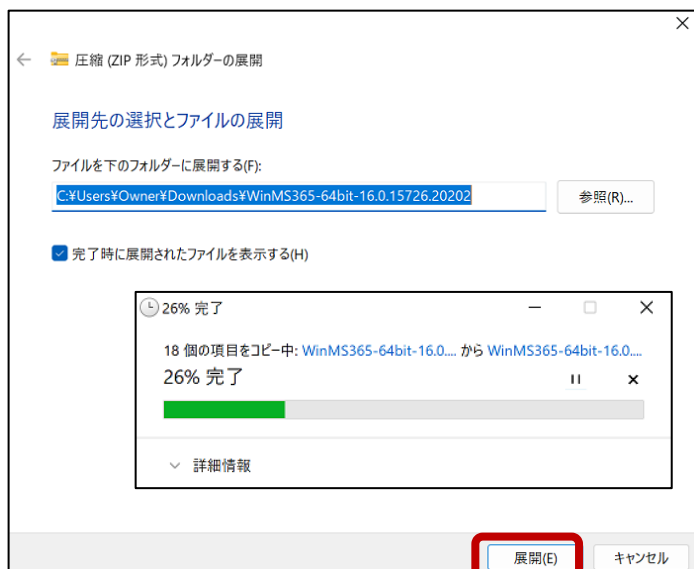 圧縮 (ZIP 形式) フォルダーの展開
展開先の選択とファイルの展開
ファイルを下のフォルダーに展開する(F):
C:¥Users¥Owner¥Downloads¥WinMS365-64bit-16.0.15726.20202
参照(R)...
完了時に展開されたファイルを表示する(H)
26% 完了
18 個の項目をコピー中: WinMS365-64bit-16.0.... から WinMS365-64bit-16.0....
26% 完了
詳細情報
展開(E)
キャンセル